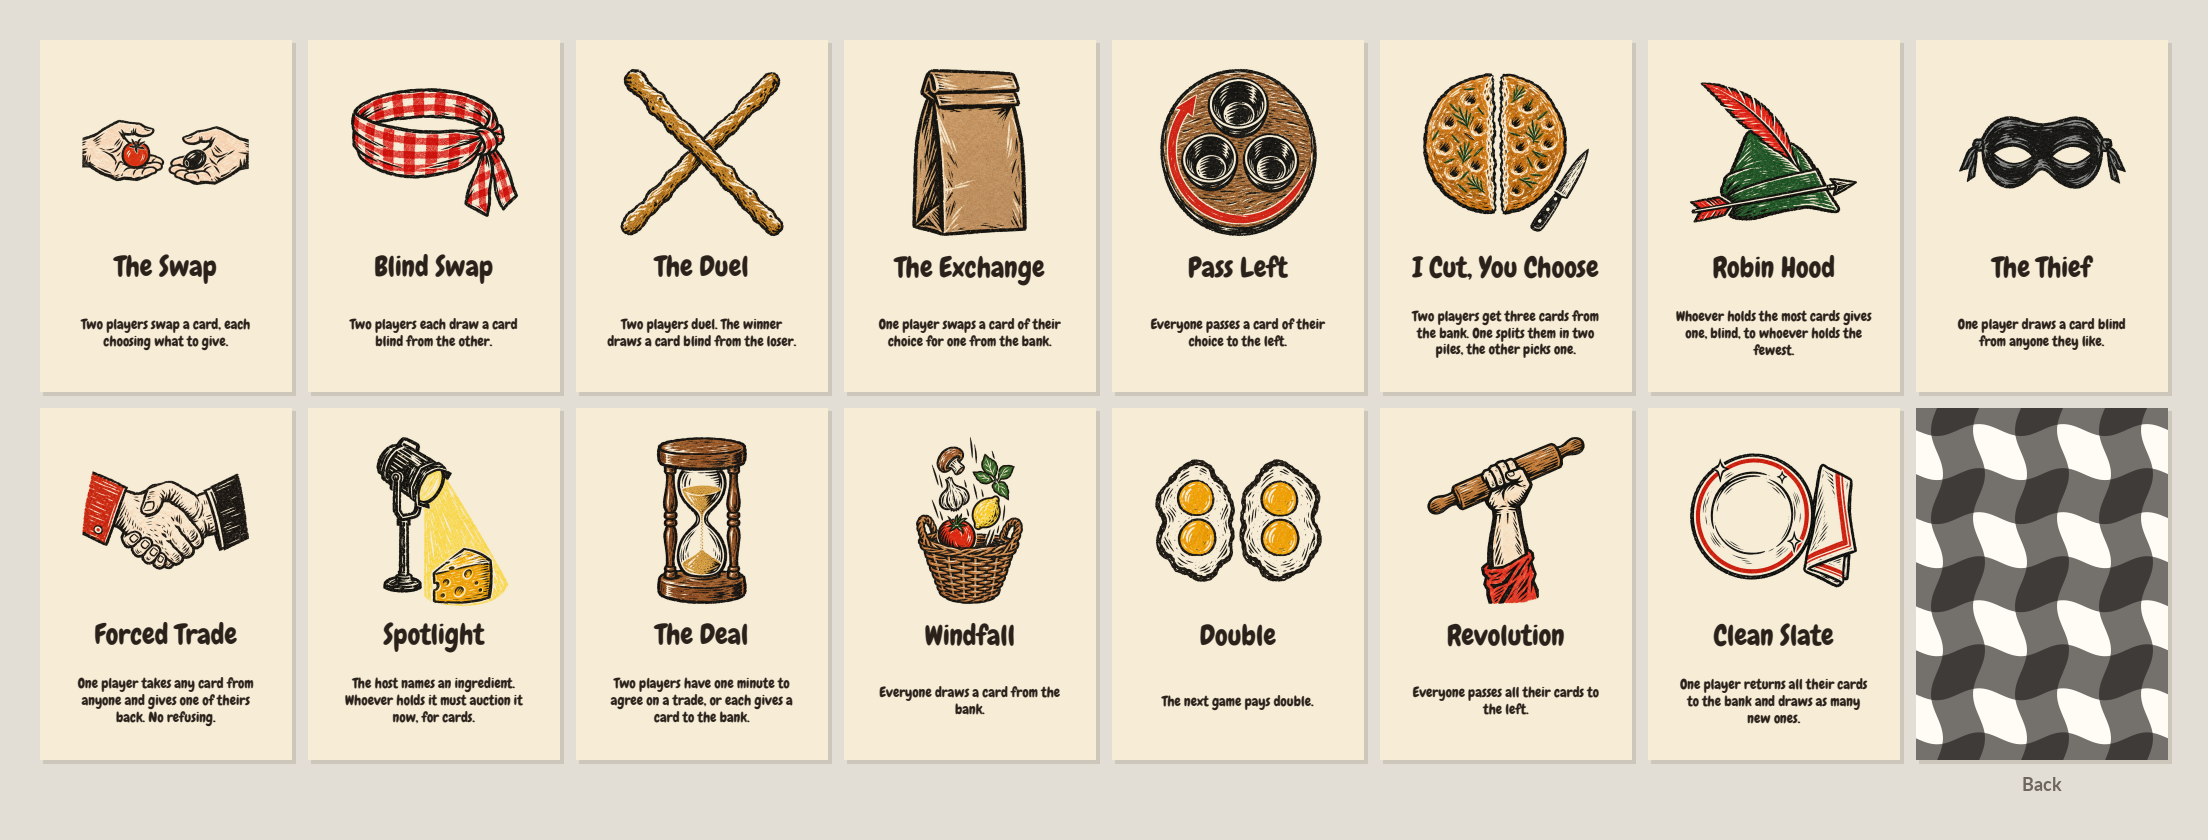 The Swap
Two players swap a card, each
choosing what to give.
Blind Swap
Two players each draw a card
blind from the other.
The Duel
Two players duel. The winner
draws a card blind from the loser.
The Exchange
One player swaps a card of their
choice for one from the bank.
Pass Left
Everyone passes a card of their
choice to the left.
I Cut, You Choose
Two players get three cards from
the bank. One splits them in two
piles, the other picks one.
Robin Hood
Whoever holds the most cards gives
one, blind, to whoever holds the
fewest.
The Thief
One player draws a card blind
from anyone they like.
Forced Trade
One player takes any card from
anyone and gives one of theirs
back. No refusing.
Spotlight
The host names an ingredient.
Whoever holds it must auction it
now, for cards.
The Deal
Two players have one minute to
agree on a trade, or each gives a
card to the bank.
Windfall
Everyone draws a card from the
bank.
Double
The next game pays double.
Revolution
Everyone passes all their cards to
the left.
Clean Slate
One player returns all their cards
to the bank and draws as many
new ones.
Back